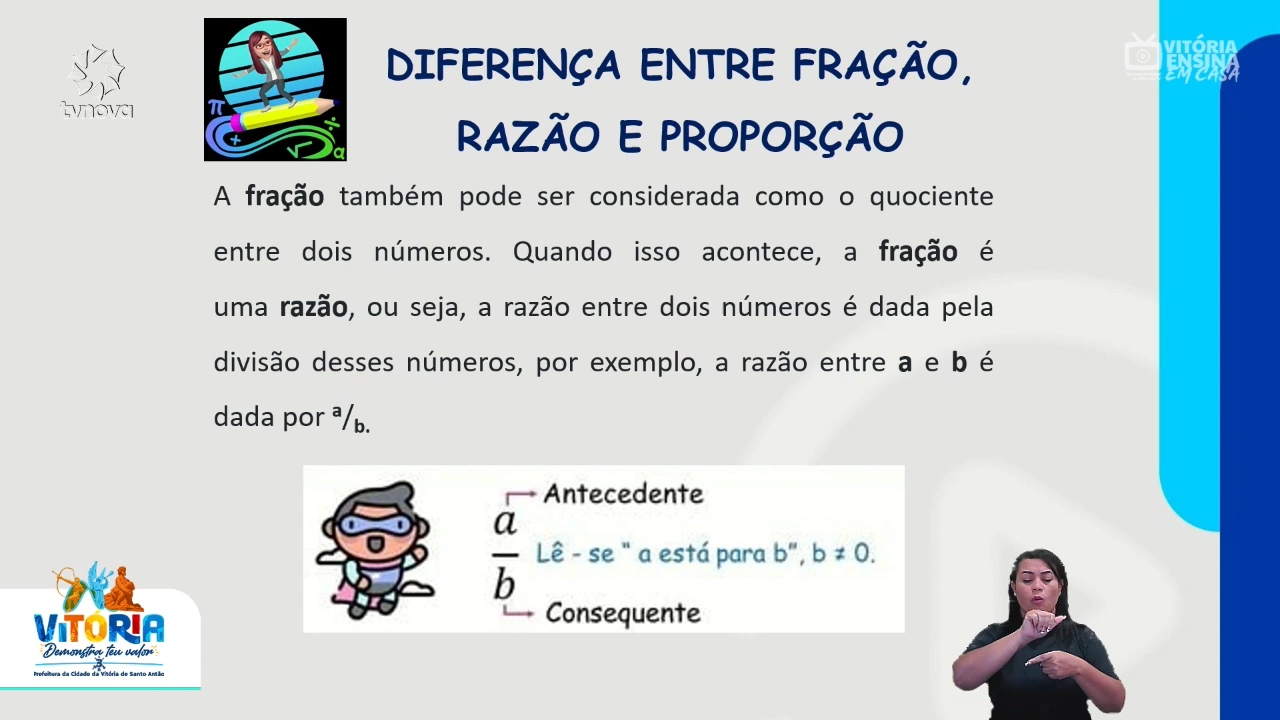 tvnova
DIFERENÇA ENTRE FRAÇÃO,
RAZÃO E PROPORÇÃO
VITÓRIA
ENSINA
EM CASA
A fração também pode ser considerada como o quociente
entre dois números. Quando isso acontece, a fração é
uma razão, ou seja, a razão entre dois números é dada pela
divisão desses números, por exemplo, a razão entre a e b é
dada por a/b.
Antecedente
a
Lê - se " a está para b", b ≠ 0.
b
Consequente
VITÓRIA
Demonstra teu valor
Prefeitura da Cidade da Vitória de Santo Antão